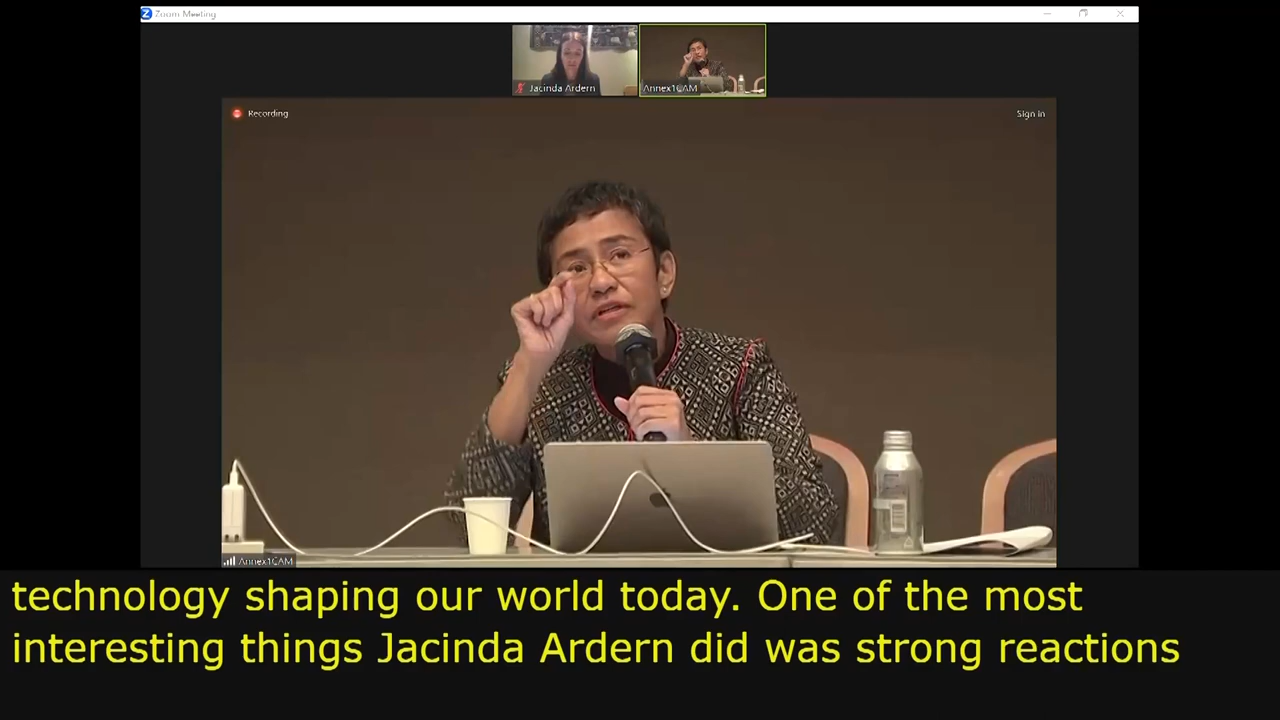 Zoom Meeting
Jacinda Ardern
Annex1CAM
Recording
Sign in
Annex1CAM
technology shaping our world today. One of the most
interesting things Jacinda Ardern did was strong reactions